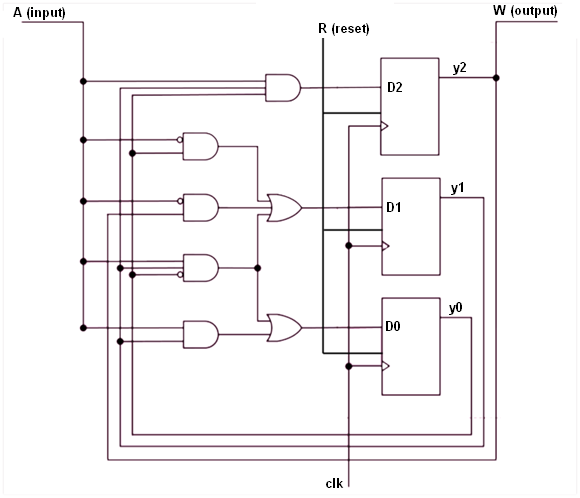 A (input)
W (output)
R (reset)
y2
D2
y1
D1
y0
D0
clk